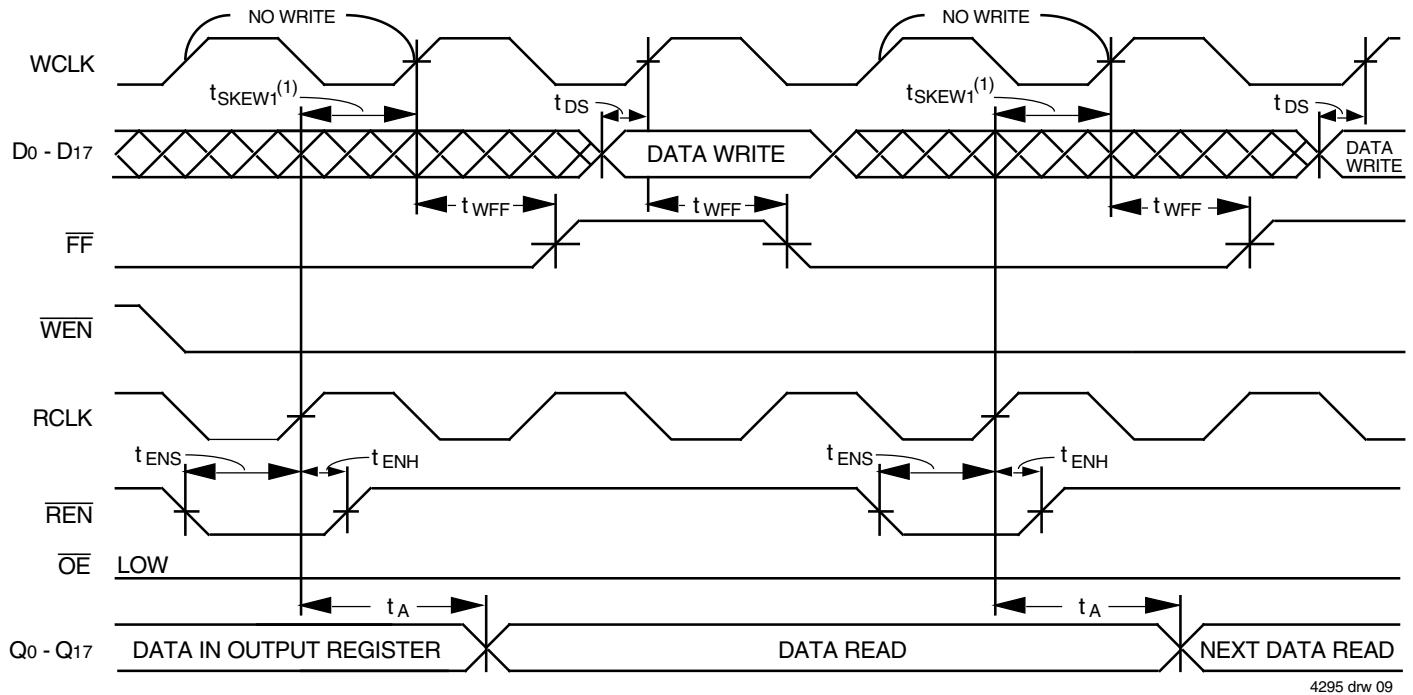 NO WRITE NO WRITE
WCLK
tSKEW1(1) tDS tSKEW1(1) tDS
D0 - D17 DATA WRITE DATA WRITE
tWFF tWFF tWFF
FF
WEN
RCLK
tENS tENH tENS tENH
REN
OE LOW
tA tA
Q0 - Q17 DATA IN OUTPUT REGISTER DATA READ NEXT DATA READ
4295 drw 09